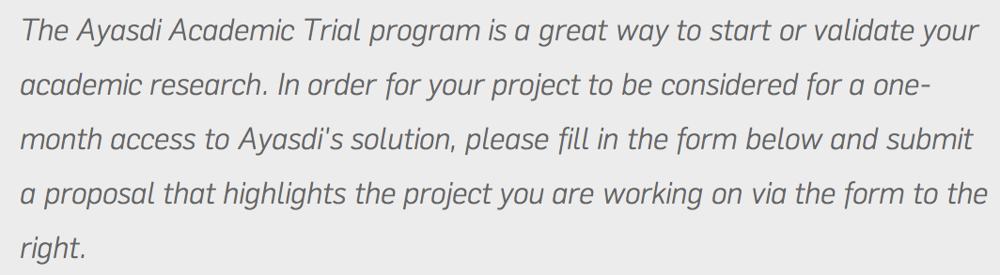 The Ayasdi Academic Trial program is a great way to start or validate your
academic research. In order for your project to be considered for a one-
month access to Ayasdi's solution, please fill in the form below and submit
a proposal that highlights the project you are working on via the form to the
right.